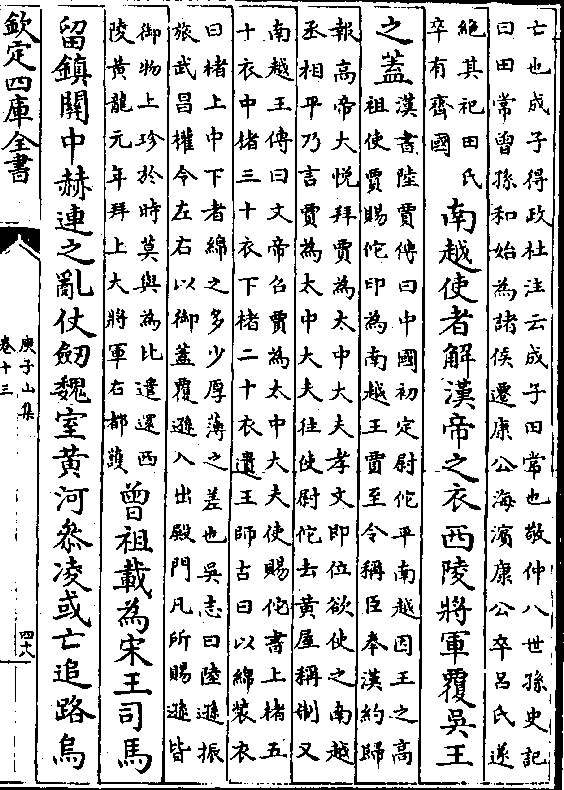 亡也成子得政杜注云成子田常也敬仲八世孫史記
曰田常曾孫和始為諸侯遷康公海濱康公卒呂氏遂
絶其祀田氏
卒有齊國
南越使者解漢帝之衣西陵將軍覆吳王
之蓋
漢書陸賈傳曰中國初定尉佗平南越因王之高
祖使賈賜佗印為南越王賈至令稱臣奉漢約歸
報高帝大悦拜賈為太中大夫孝文即位欲使之南越
丞相平乃言賈為太中大夫徃使尉佗去黄屋稱制又
南越王傳曰文帝召賈為太中大夫使賜佗書上褚五
十衣中褚三十衣下褚二十衣遺王師古曰以綿装衣
曰褚上中下者綿之多少厚薄之差也吳志曰陸遜振
旅武昌權令左右以御蓋覆遜入出殿門凡所賜遜皆
御物上珍於時莫與為比遣還西
陵黄龍元年拜上大將軍右都䕶
曾祖載為宋王司馬
留鎮闗中赫連之亂仗劒魏室黄河叅凌或亡追路烏
欽定四庫全書
庾子山集
卷十三
四十八